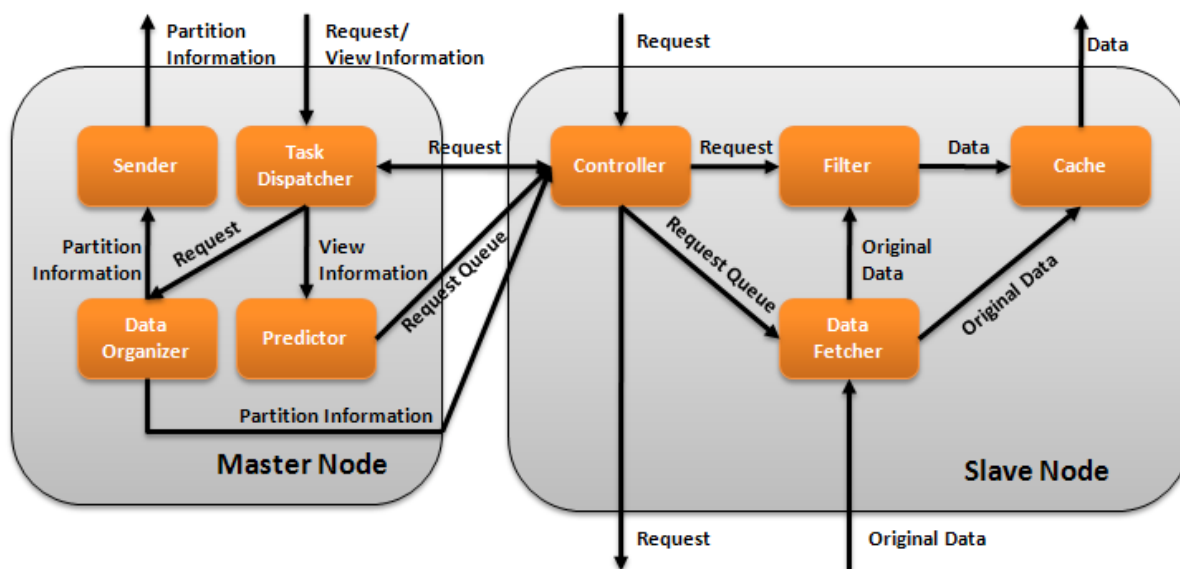 Partition
Information
Request/
View Information
Request
Data
Sender
Task
Dispatcher
Request
Controller
Request
Filter
Data
Cache
Partition
Information
Request
View
Information
Request Queue
Request Queue
Original
Data
Original Data
Data
Organizer
Predictor
Data
Fetcher
Partition Information
Master Node
Slave Node
Request
Original Data